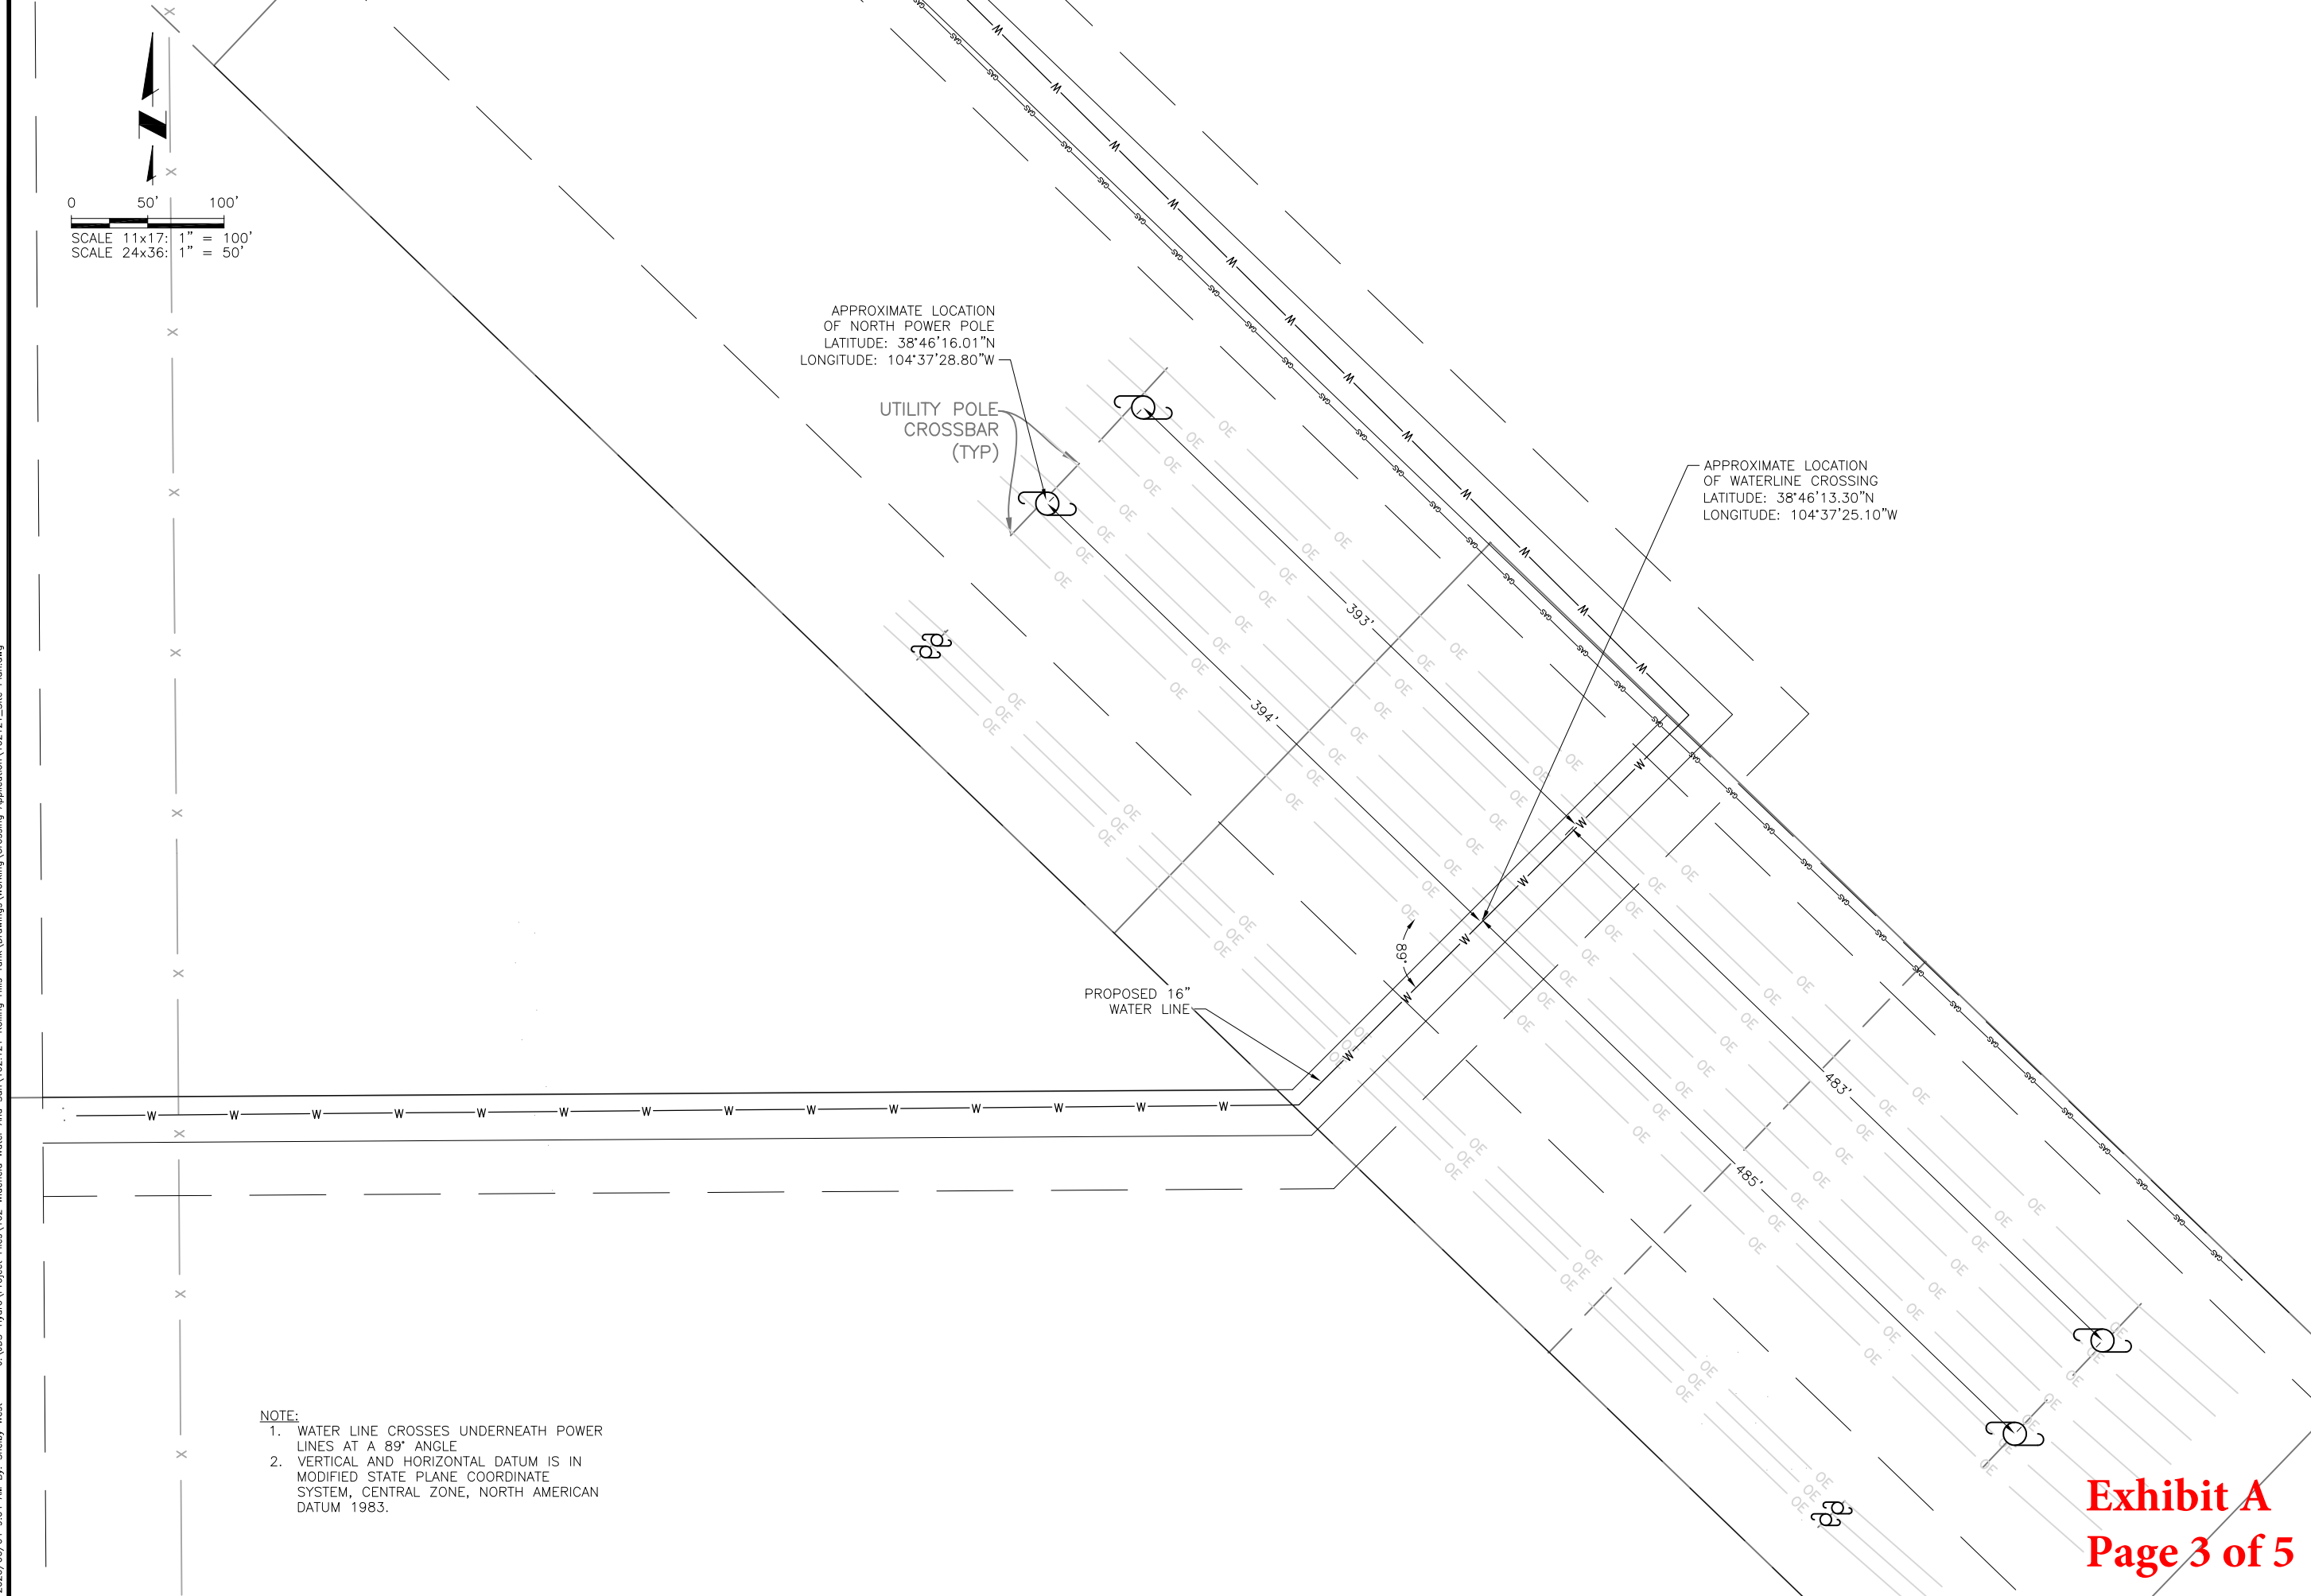 0 50' 100'
SCALE 11x17: 1" = 100'
SCALE 24x36: 1" = 50'
APPROXIMATE LOCATION
OF NORTH POWER POLE
LATITUDE: 38°46'16.01"N
LONGITUDE: 104°37'28.80"W
UTILITY POLE
CROSSBAR
(TYP)
APPROXIMATE LOCATION
OF WATERLINE CROSSING
LATITUDE: 38°46'13.30"N
LONGITUDE: 104°37'25.10"W
393'
394'
89°
PROPOSED 16"
WATER LINE
483'
485'
NOTE:
1. WATER LINE CROSSES UNDERNEATH POWER
LINES AT A 89° ANGLE
2. VERTICAL AND HORIZONTAL DATUM IS IN
MODIFIED STATE PLANE COORDINATE
SYSTEM, CENTRAL ZONE, NORTH AMERICAN
DATUM 1983.
Exhibit A
Page 3 of 5